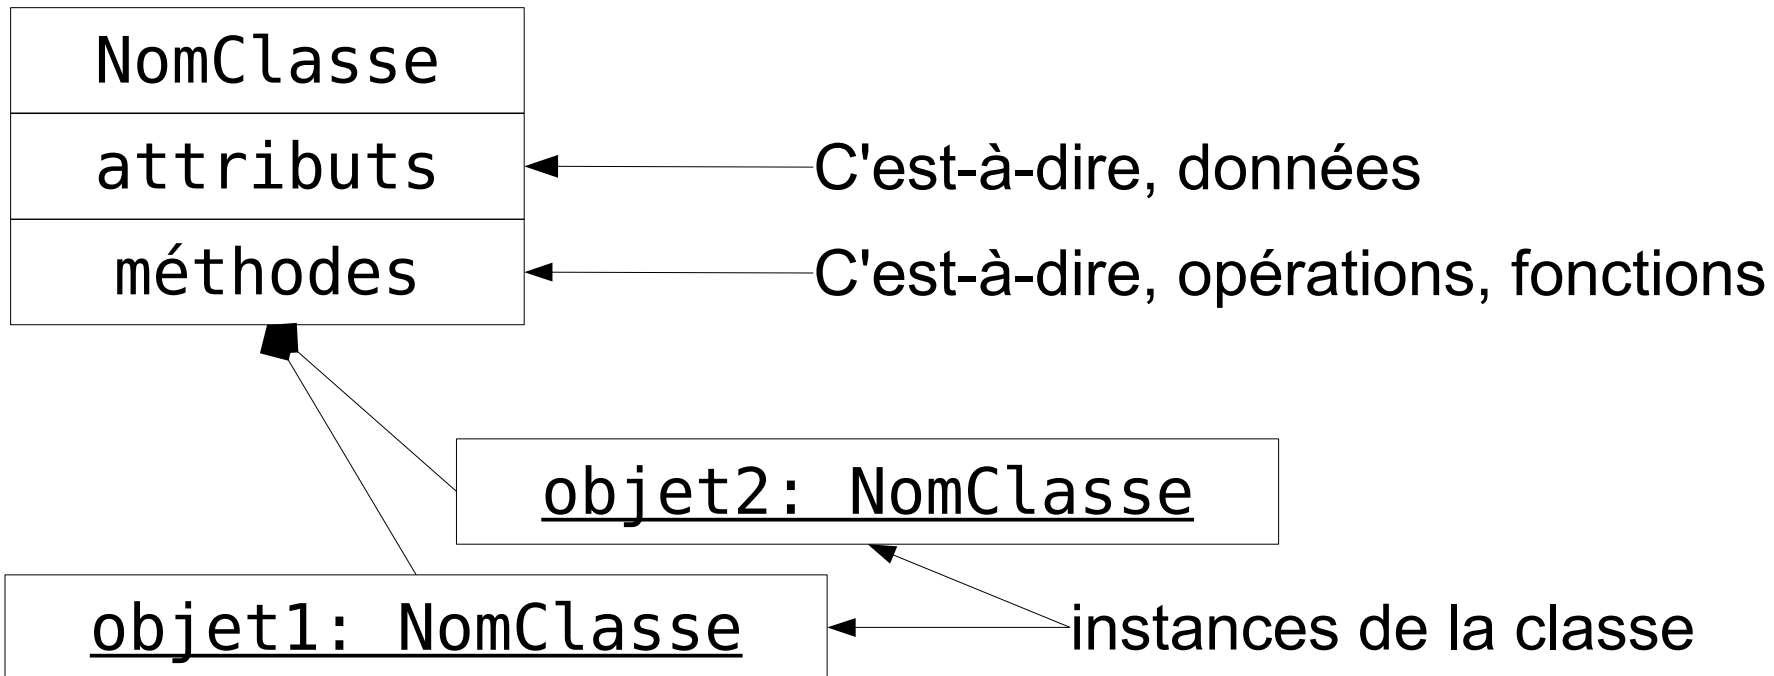 NomClasse
attributs
C'est-à-dire, données
méthodes
C'est-à-dire, opérations, fonctions
objet2: NomClasse
objet1: NomClasse
instances de la classe